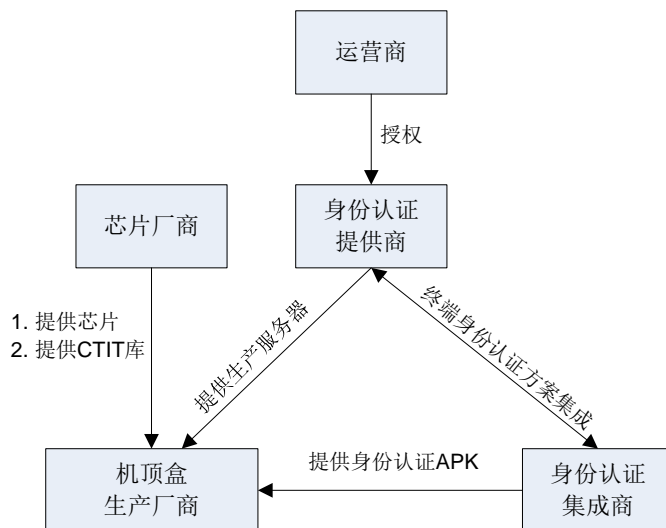 运营商
授权
芯片厂商
身份认证
提供商
1. 提供芯片
2. 提供CTIT库
提供生产服务器
终端身份认证方案集成
机顶盒
生产厂商
提供身份认证APK
身份认证
集成商